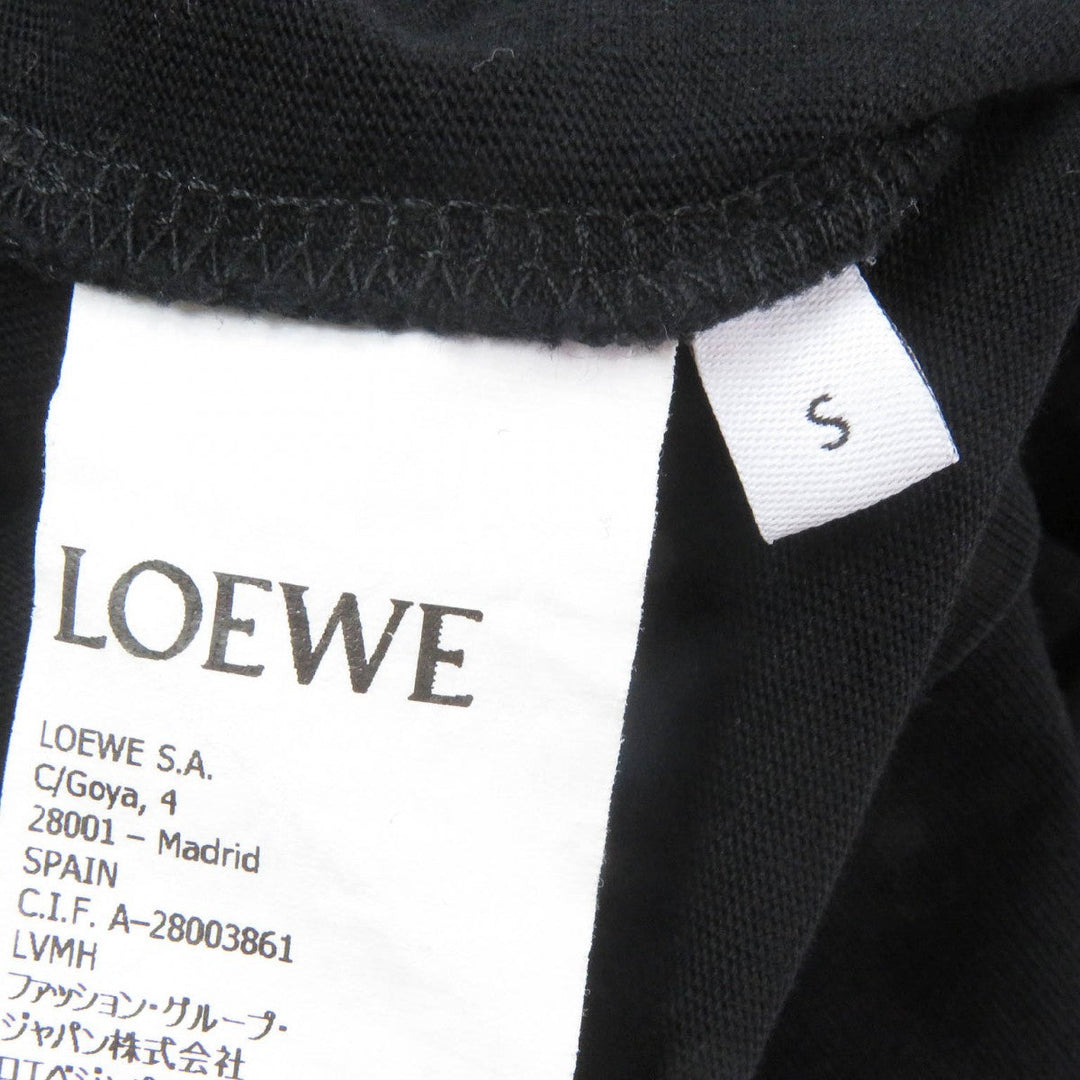 S
LOEWE
LOEWE S.A.
C/Goya, 4
28001 – Madrid
SPAIN
C.I.F. A–28003861
LVMH
ファッション・グループ・
ジャパン株式会社